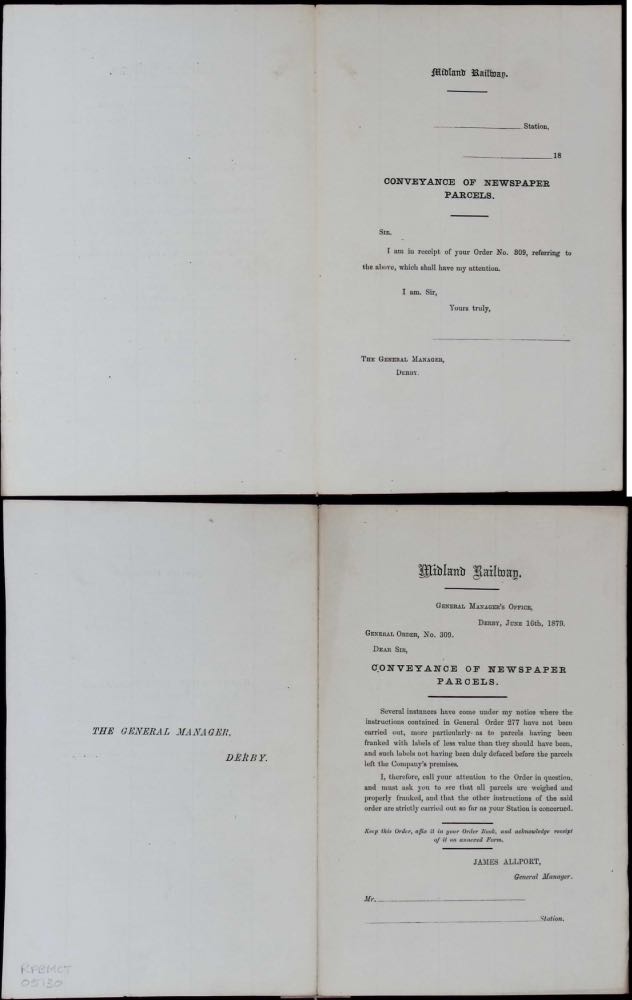 Midland Railway.
Station,
18
CONVEYANCE OF NEWSPAPER
PARCELS.
SIR.
I am in receipt of your Order No. 309, referring to
the above, which shall have my attention.
I am, Sir,
Yours truly,
THE GENERAL MANAGER,
DERBY.
THE GENERAL MANAGER,
DERBY.
RFBMCT
05130
Midland Railway.
GENERAL MANAGER'S OFFICE,
DERBY, JUNE 16th, 1879.
GENERAL ORDER, No. 309.
DEAR SIR,
CONVEYANCE OF NEWSPAPER
PARCELS.
Several instances have come under my notice where the
instructions contained in General Order 277 have not been
carried out, more particularly as to parcels having been
franked with labels of less value than they should have been,
and such labels not having been duly defaced before the parcels
left the Company's premises.
I, therefore, call your attention to the Order in question,
and must ask you to see that all parcels are weighed and
properly franked, and that the other instructions of the said
order are strictly carried out so far as your Station is concerned.
Keep this Order, affix it in your Order Book, and acknowledge receipt
of it on annexed Form.
JAMES ALLPORT,
General Manager.
Mr.
Station.